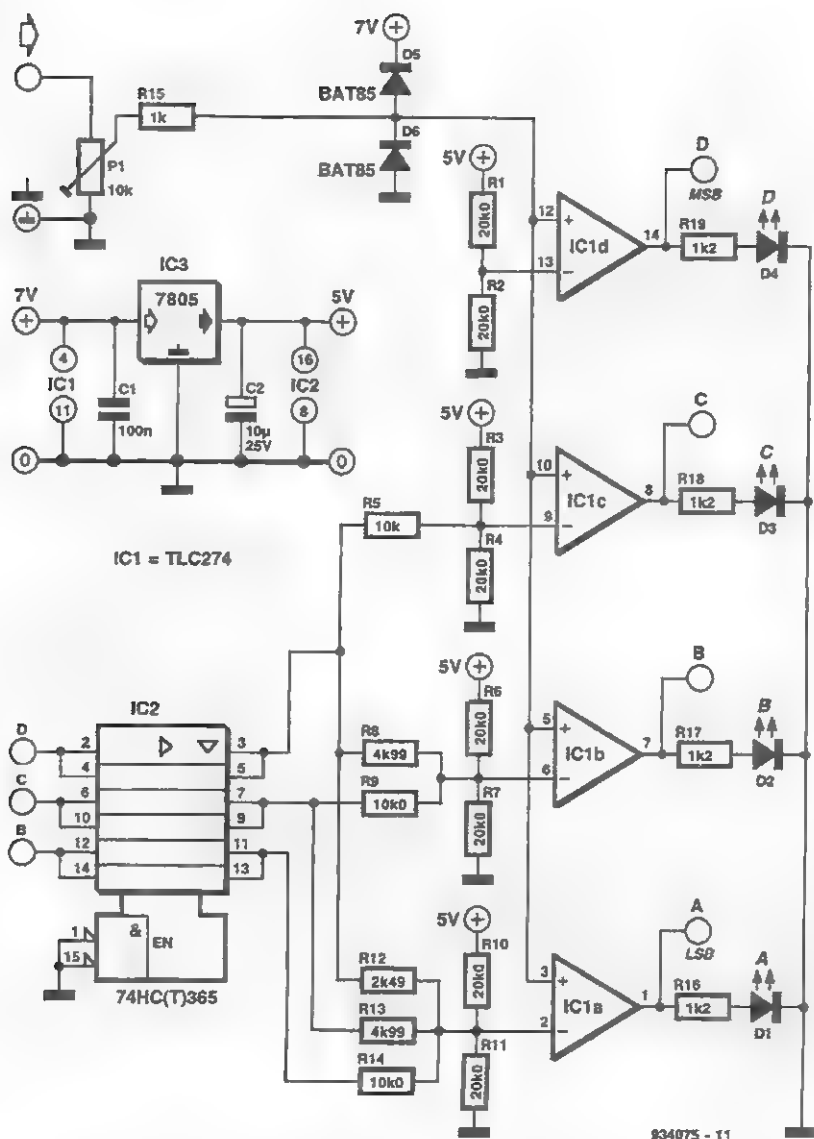 7V
D5
BAT85
R15
1k
D6
BAT85
P1
10k
5V
R1
20k0
R2
20k0
12
+
13
−
IC1d
14
D
MSB
R19
1k2
D
D4
IC3
7805
7V
5V
4
IC1
11
C1
100n
C2
10µ
25V
16
IC2
8
0
0
5V
R3
20k0
R4
20k0
R5
10k
10
+
9
−
IC1c
8
C
R18
1k2
C
D3
IC1 = TLC274
5V
R6
20k0
R7
20k0
R8
4k99
R9
10k0
5
+
6
−
IC1b
7
B
R17
1k2
B
D2
IC2
D
2
4
3
5
C
6
10
7
9
B
12
14
11
13
1
15
&
EN
74HC(T)365
5V
R10
20k0
R11
20k0
R12
2k49
R13
4k99
R14
10k0
3
+
2
−
IC1a
1
A
LSB
R16
1k2
A
D1
934075 - 11